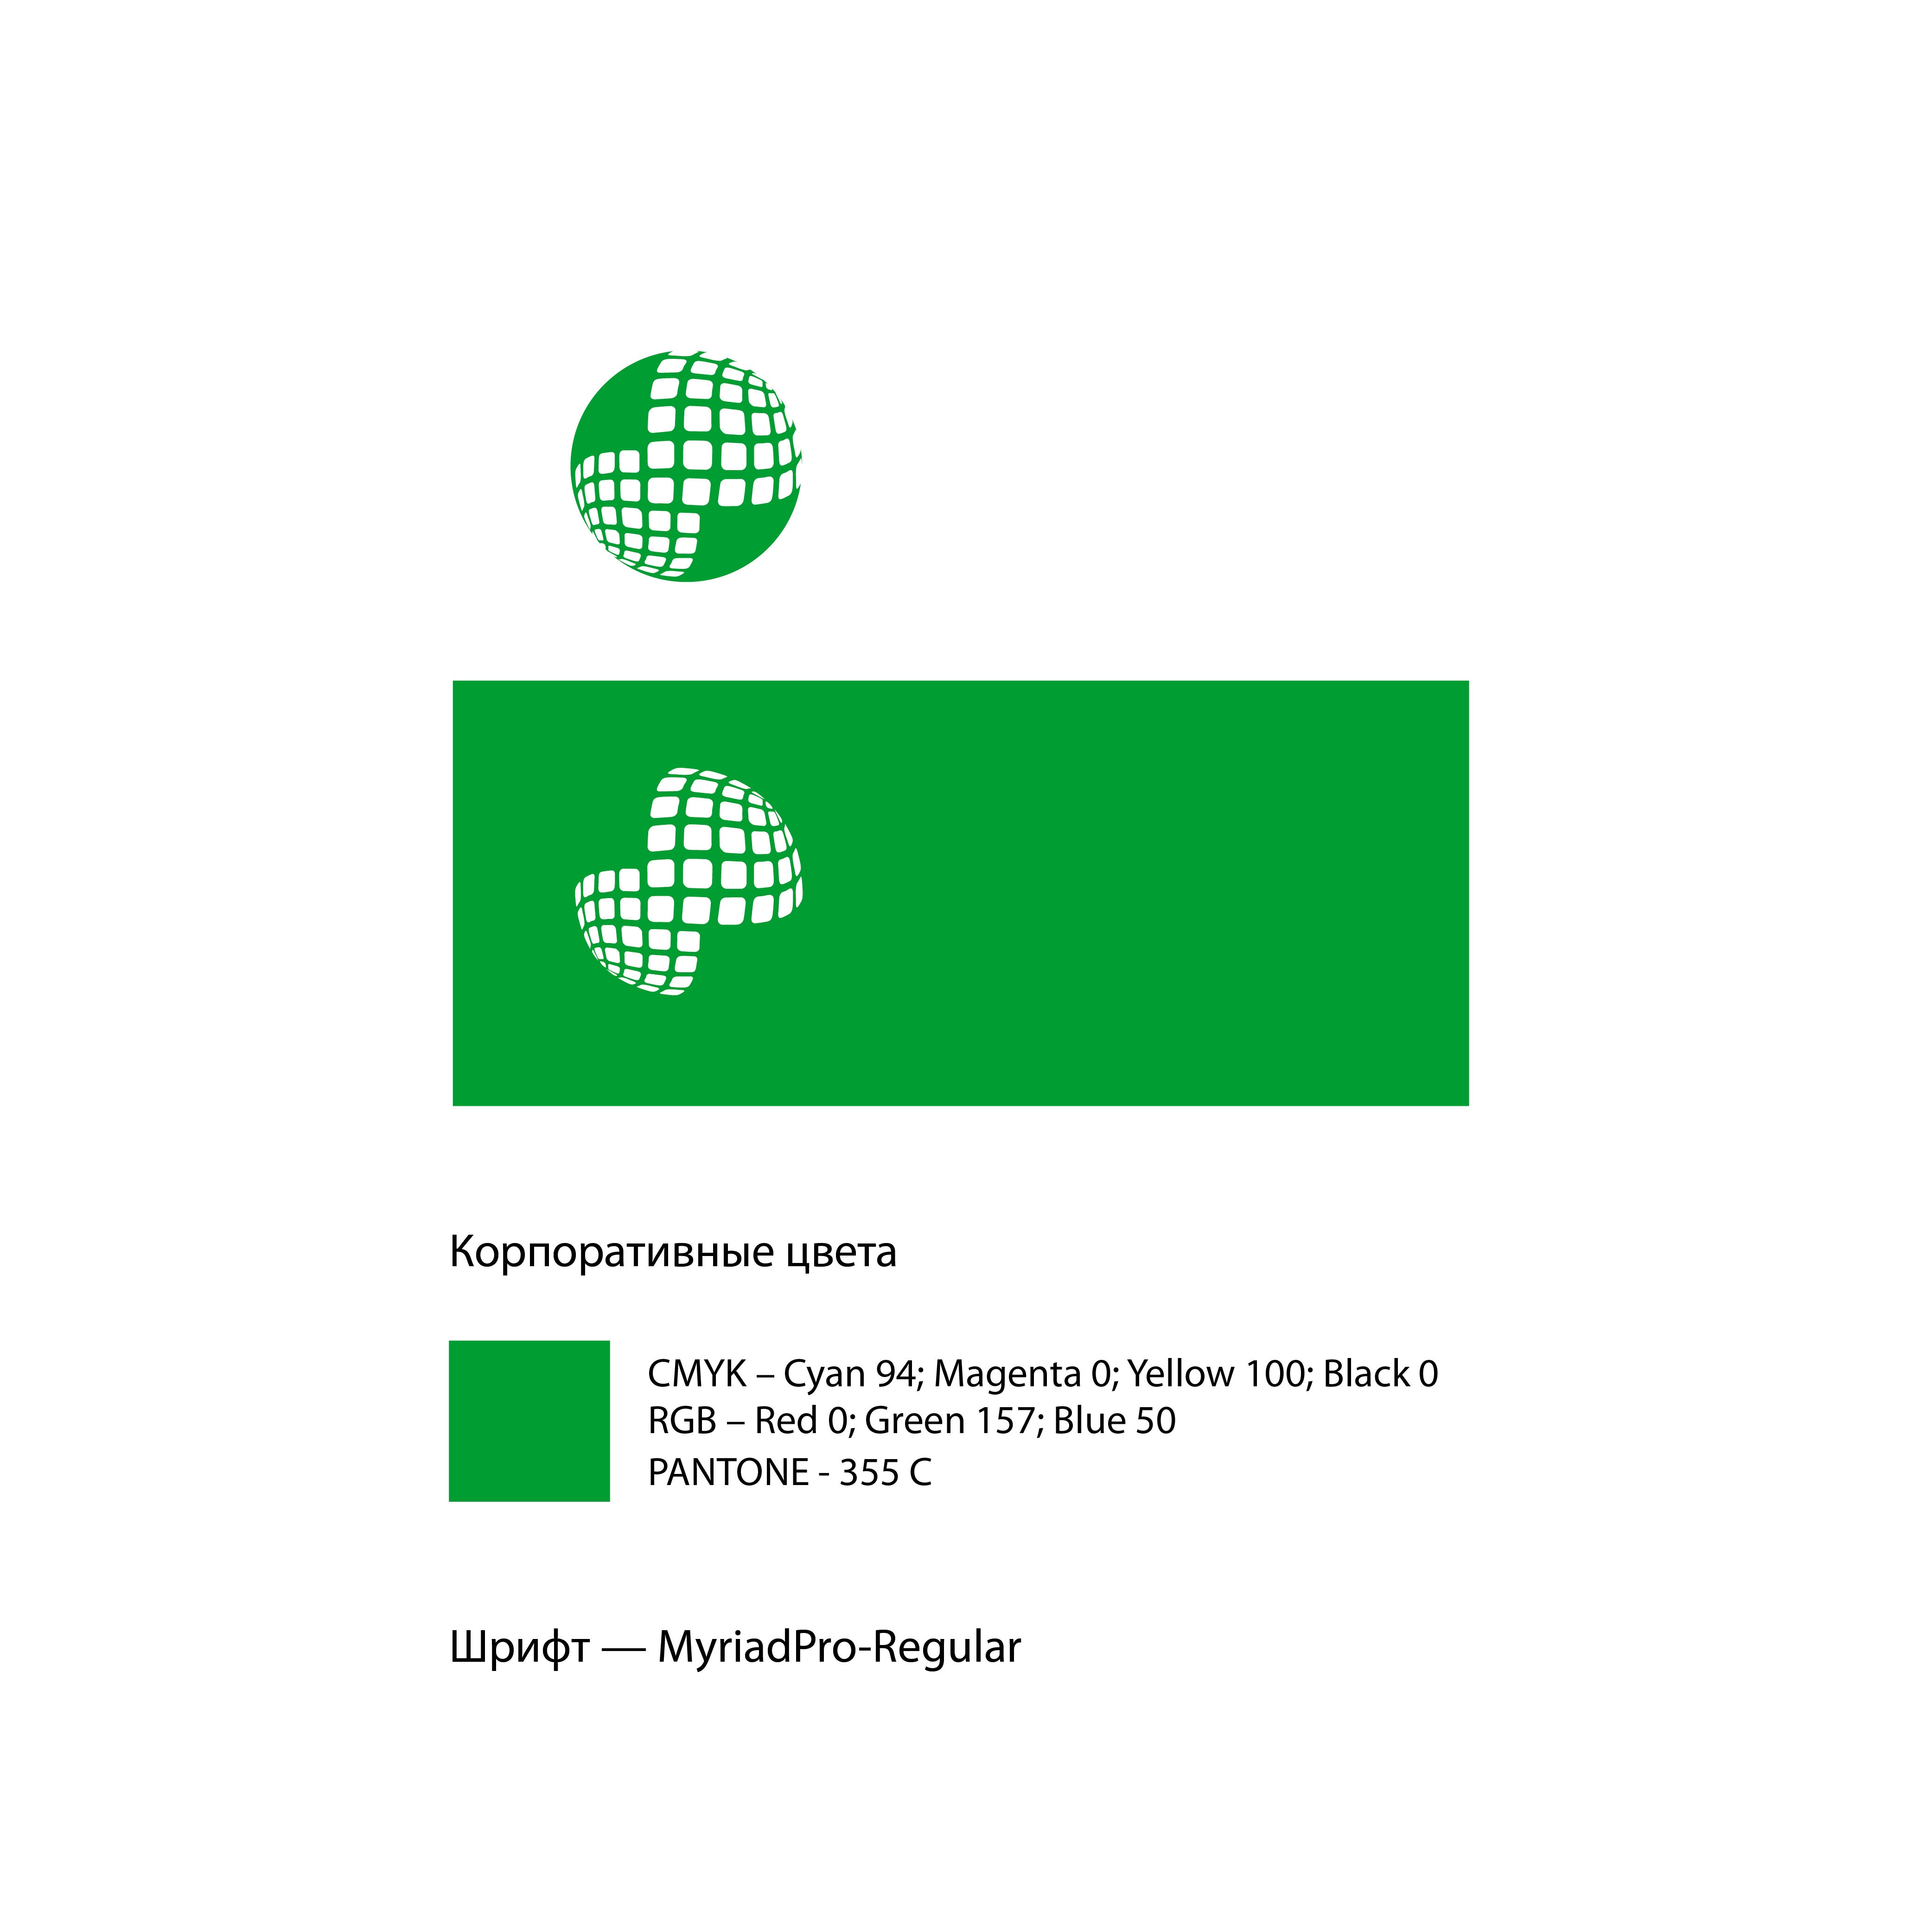 Корпоративные цвета
CMYK – Cyan 94; Magenta 0; Yellow 100; Black 0
RGB – Red 0; Green 157; Blue 50
PANTONE - 355 C
Шрифт — MyriadPro-Regular